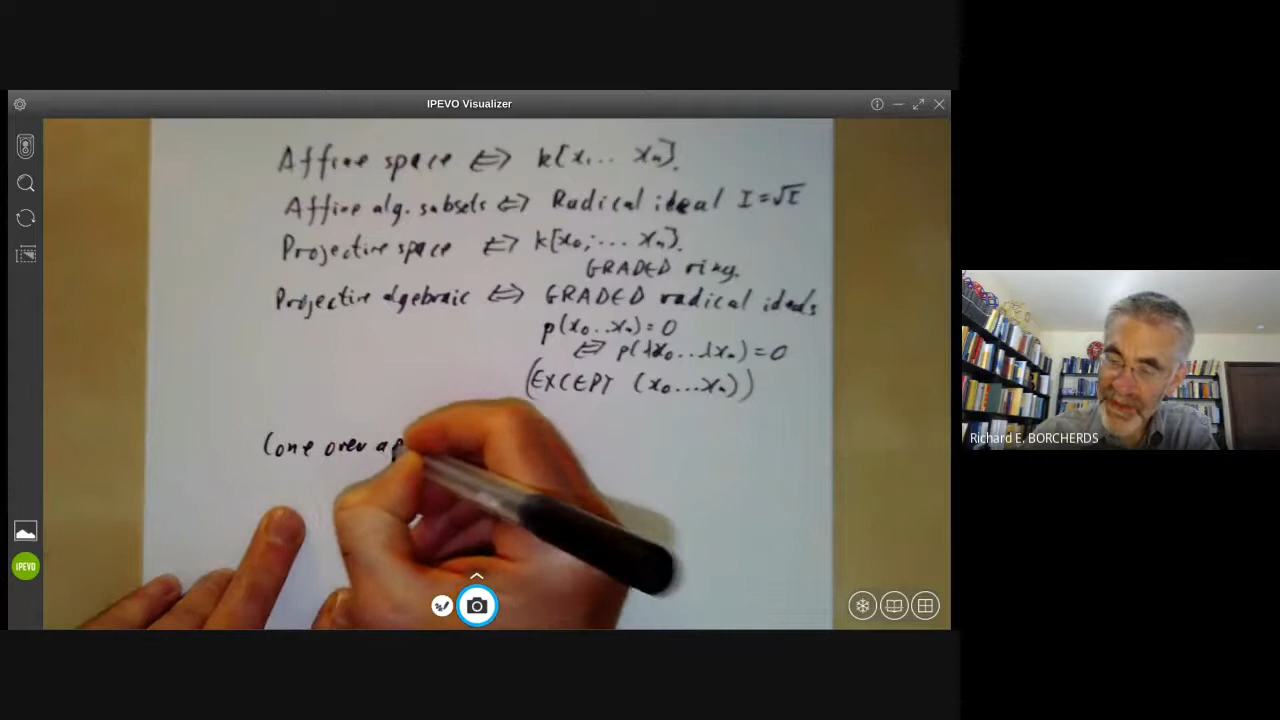 IPEVO Visualizer
Affine space ⇔ k[x₁... xₙ].
Affine alg. subsets ⇔ Radical ideal I=√I
Projective space ⇔ k[x₀,... xₙ].
GRADED ring.
Projective algebraic ⇔ GRADED radical ideals
p(x₀..xₙ)=0
⇔ p(λx₀...λxₙ)=0
(EXCEPT (x₀...xₙ))
Cone over
IPEVO
Richard E. BORCHERDS